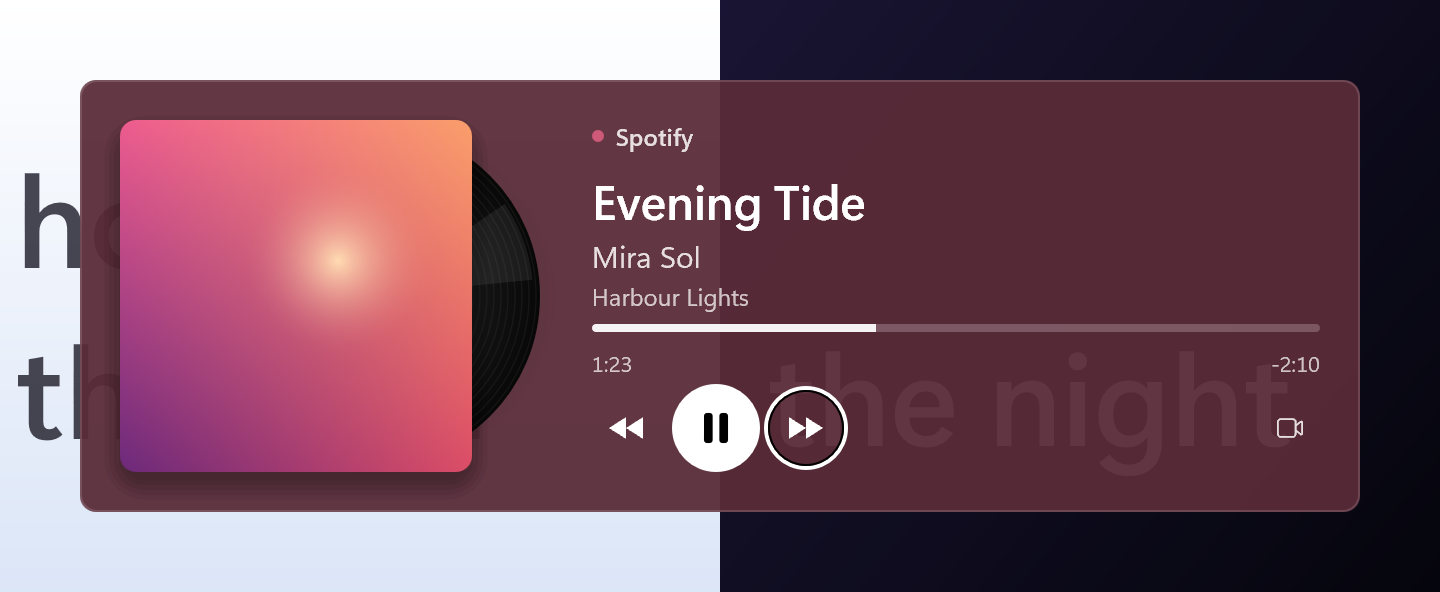 Spotify
Evening Tide
Mira Sol
Harbour Lights
1:23
-2:10
the night